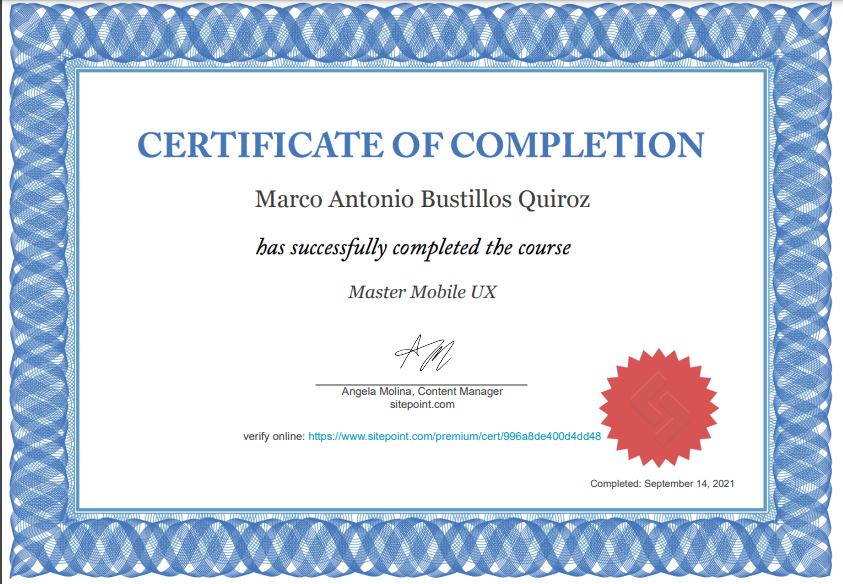 CERTIFICATE OF COMPLETION
Marco Antonio Bustillos Quiroz
has successfully completed the course
Master Mobile UX
Angela Molina, Content Manager
sitepoint.com
verify online: https://www.sitepoint.com/premium/cert/996a8de400d4dd48
Completed: September 14, 2021